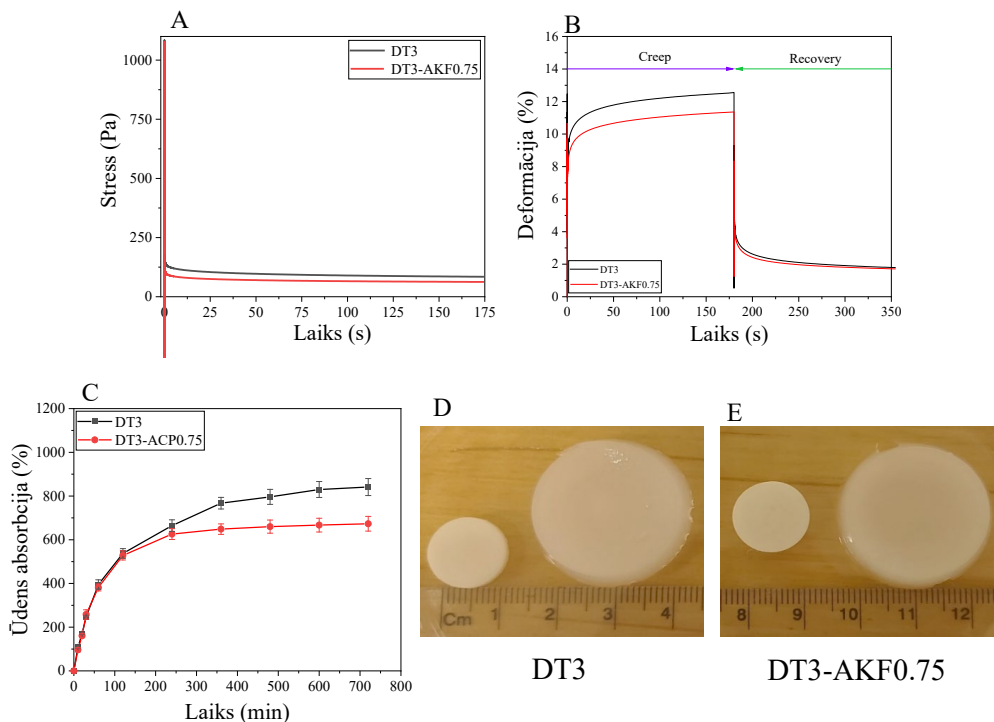 A
DT3
DT3-AKF0.75
1000
750
500
250
125
0
Stress (Pa)
0 25 50 75 100 125 150 175
Laiks (s)
B
16
14
12
10
8
6
4
2
0
Creep
Recovery
Deformācija (%)
DT3
DT3-AKF0.75
0 50 100 150 200 250 300 350
Laiks (s)
C
1200
1000
800
600
400
200
0
DT3
DT3-ACP0.75
Ūdens absorbcija (%)
0 100 200 300 400 500 600 700 800
Laiks (min)
D
Cm 1 2 3 4
DT3
E
8 9 10 11 12
DT3-AKF0.75